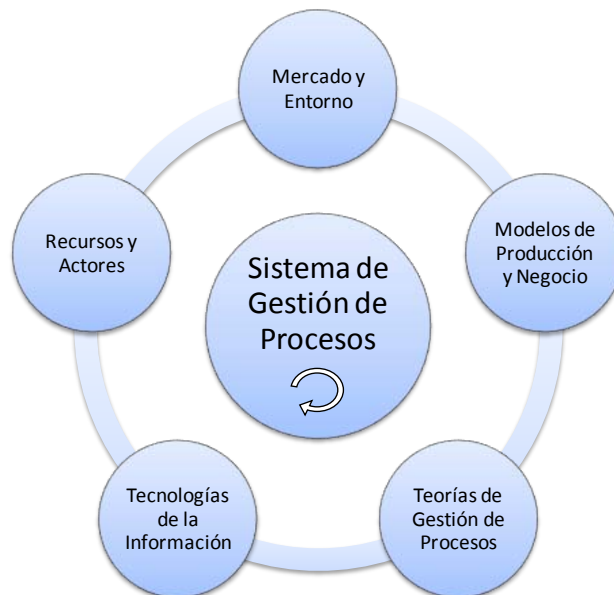 Mercado y
Entorno
Modelos de
Producción
y Negocio
Teorías de
Gestión de
Procesos
Tecnologías
de la
Información
Recursos y
Actores
Sistema de
Gestión de
Procesos